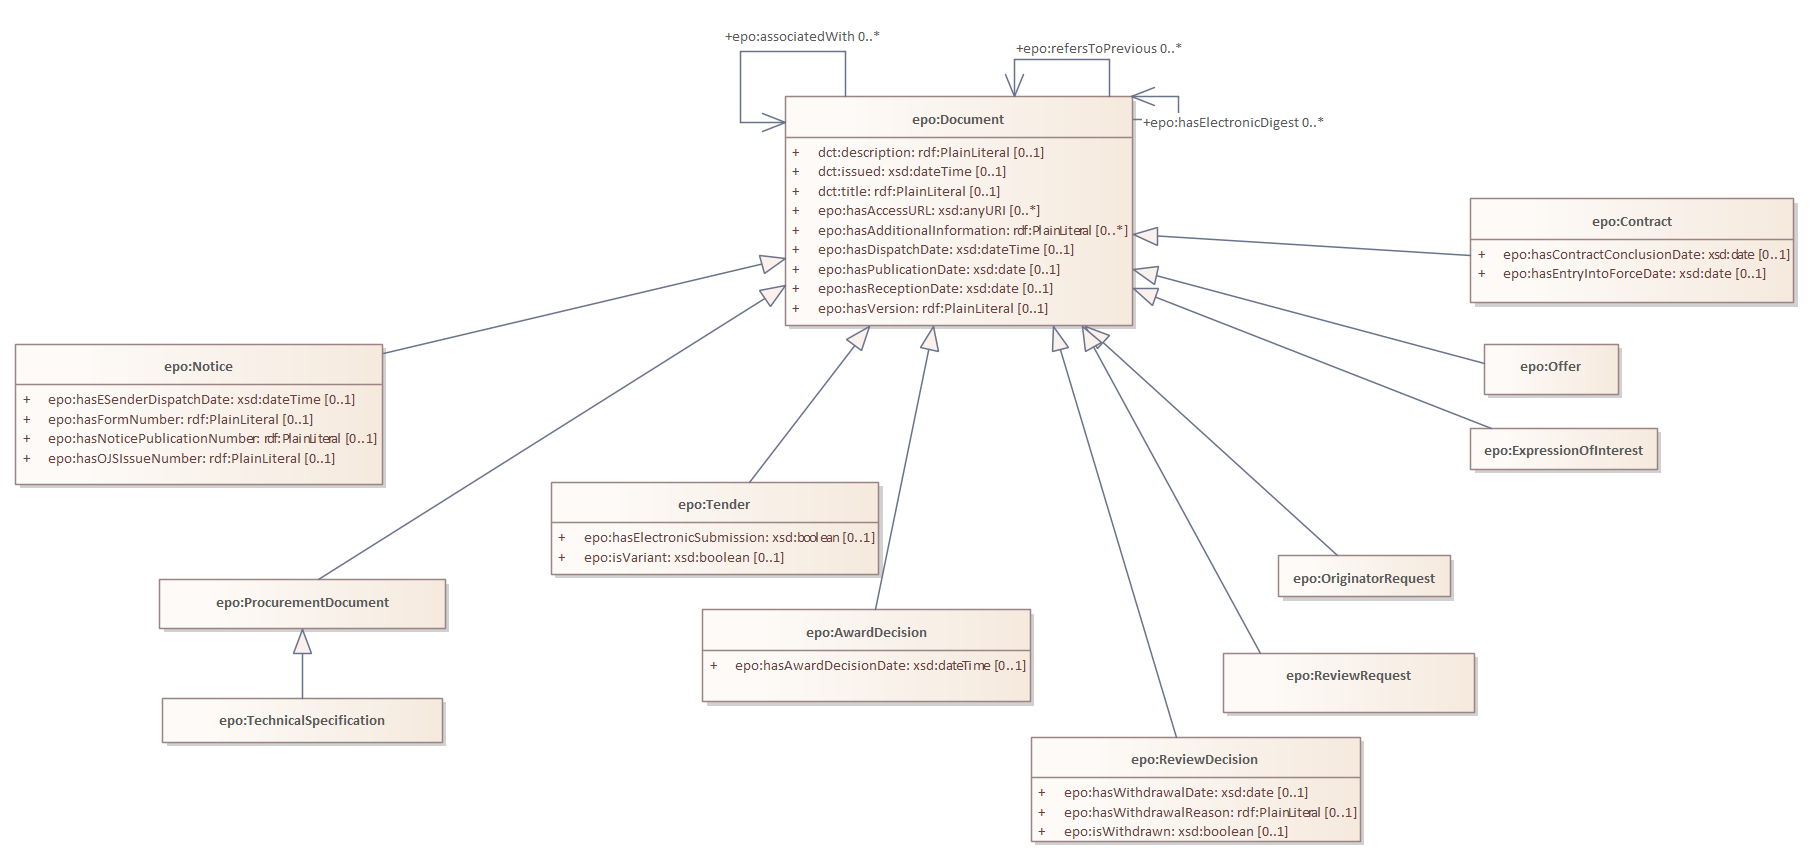 +epo:associatedWith 0..*
+epo:refersToPrevious 0..*
+epo:hasElectronicDigest 0..*
epo:Document
+ dct:description: rdf:PlainLiteral [0..1]
+ dct:issued: xsd:dateTime [0..1]
+ dct:title: rdf:PlainLiteral [0..1]
+ epo:hasAccessURL: xsd:anyURI [0..*]
+ epo:hasAdditionalInformation: rdf:PlainLiteral [0..*]
+ epo:hasDispatchDate: xsd:dateTime [0..1]
+ epo:hasPublicationDate: xsd:date [0..1]
+ epo:hasReceptionDate: xsd:date [0..1]
+ epo:hasVersion: rdf:PlainLiteral [0..1]
epo:Contract
+ epo:hasContractConclusionDate: xsd:date [0..1]
+ epo:hasEntryIntoForceDate: xsd:date [0..1]
epo:Notice
+ epo:hasESenderDispatchDate: xsd:dateTime [0..1]
+ epo:hasFormNumber: rdf:PlainLiteral [0..1]
+ epo:hasNoticePublicationNumber: rdf:PlainLiteral [0..1]
+ epo:hasOJSIssueNumber: rdf:PlainLiteral [0..1]
epo:Offer
epo:ExpressionOfInterest
epo:Tender
+ epo:hasElectronicSubmission: xsd:boolean [0..1]
+ epo:isVariant: xsd:boolean [0..1]
epo:OriginatorRequest
epo:ProcurementDocument
epo:AwardDecision
+ epo:hasAwardDecisionDate: xsd:dateTime [0..1]
epo:ReviewRequest
epo:TechnicalSpecification
epo:ReviewDecision
+ epo:hasWithdrawalDate: xsd:date [0..1]
+ epo:hasWithdrawalReason: rdf:PlainLiteral [0..1]
+ epo:isWithdrawn: xsd:boolean [0..1]